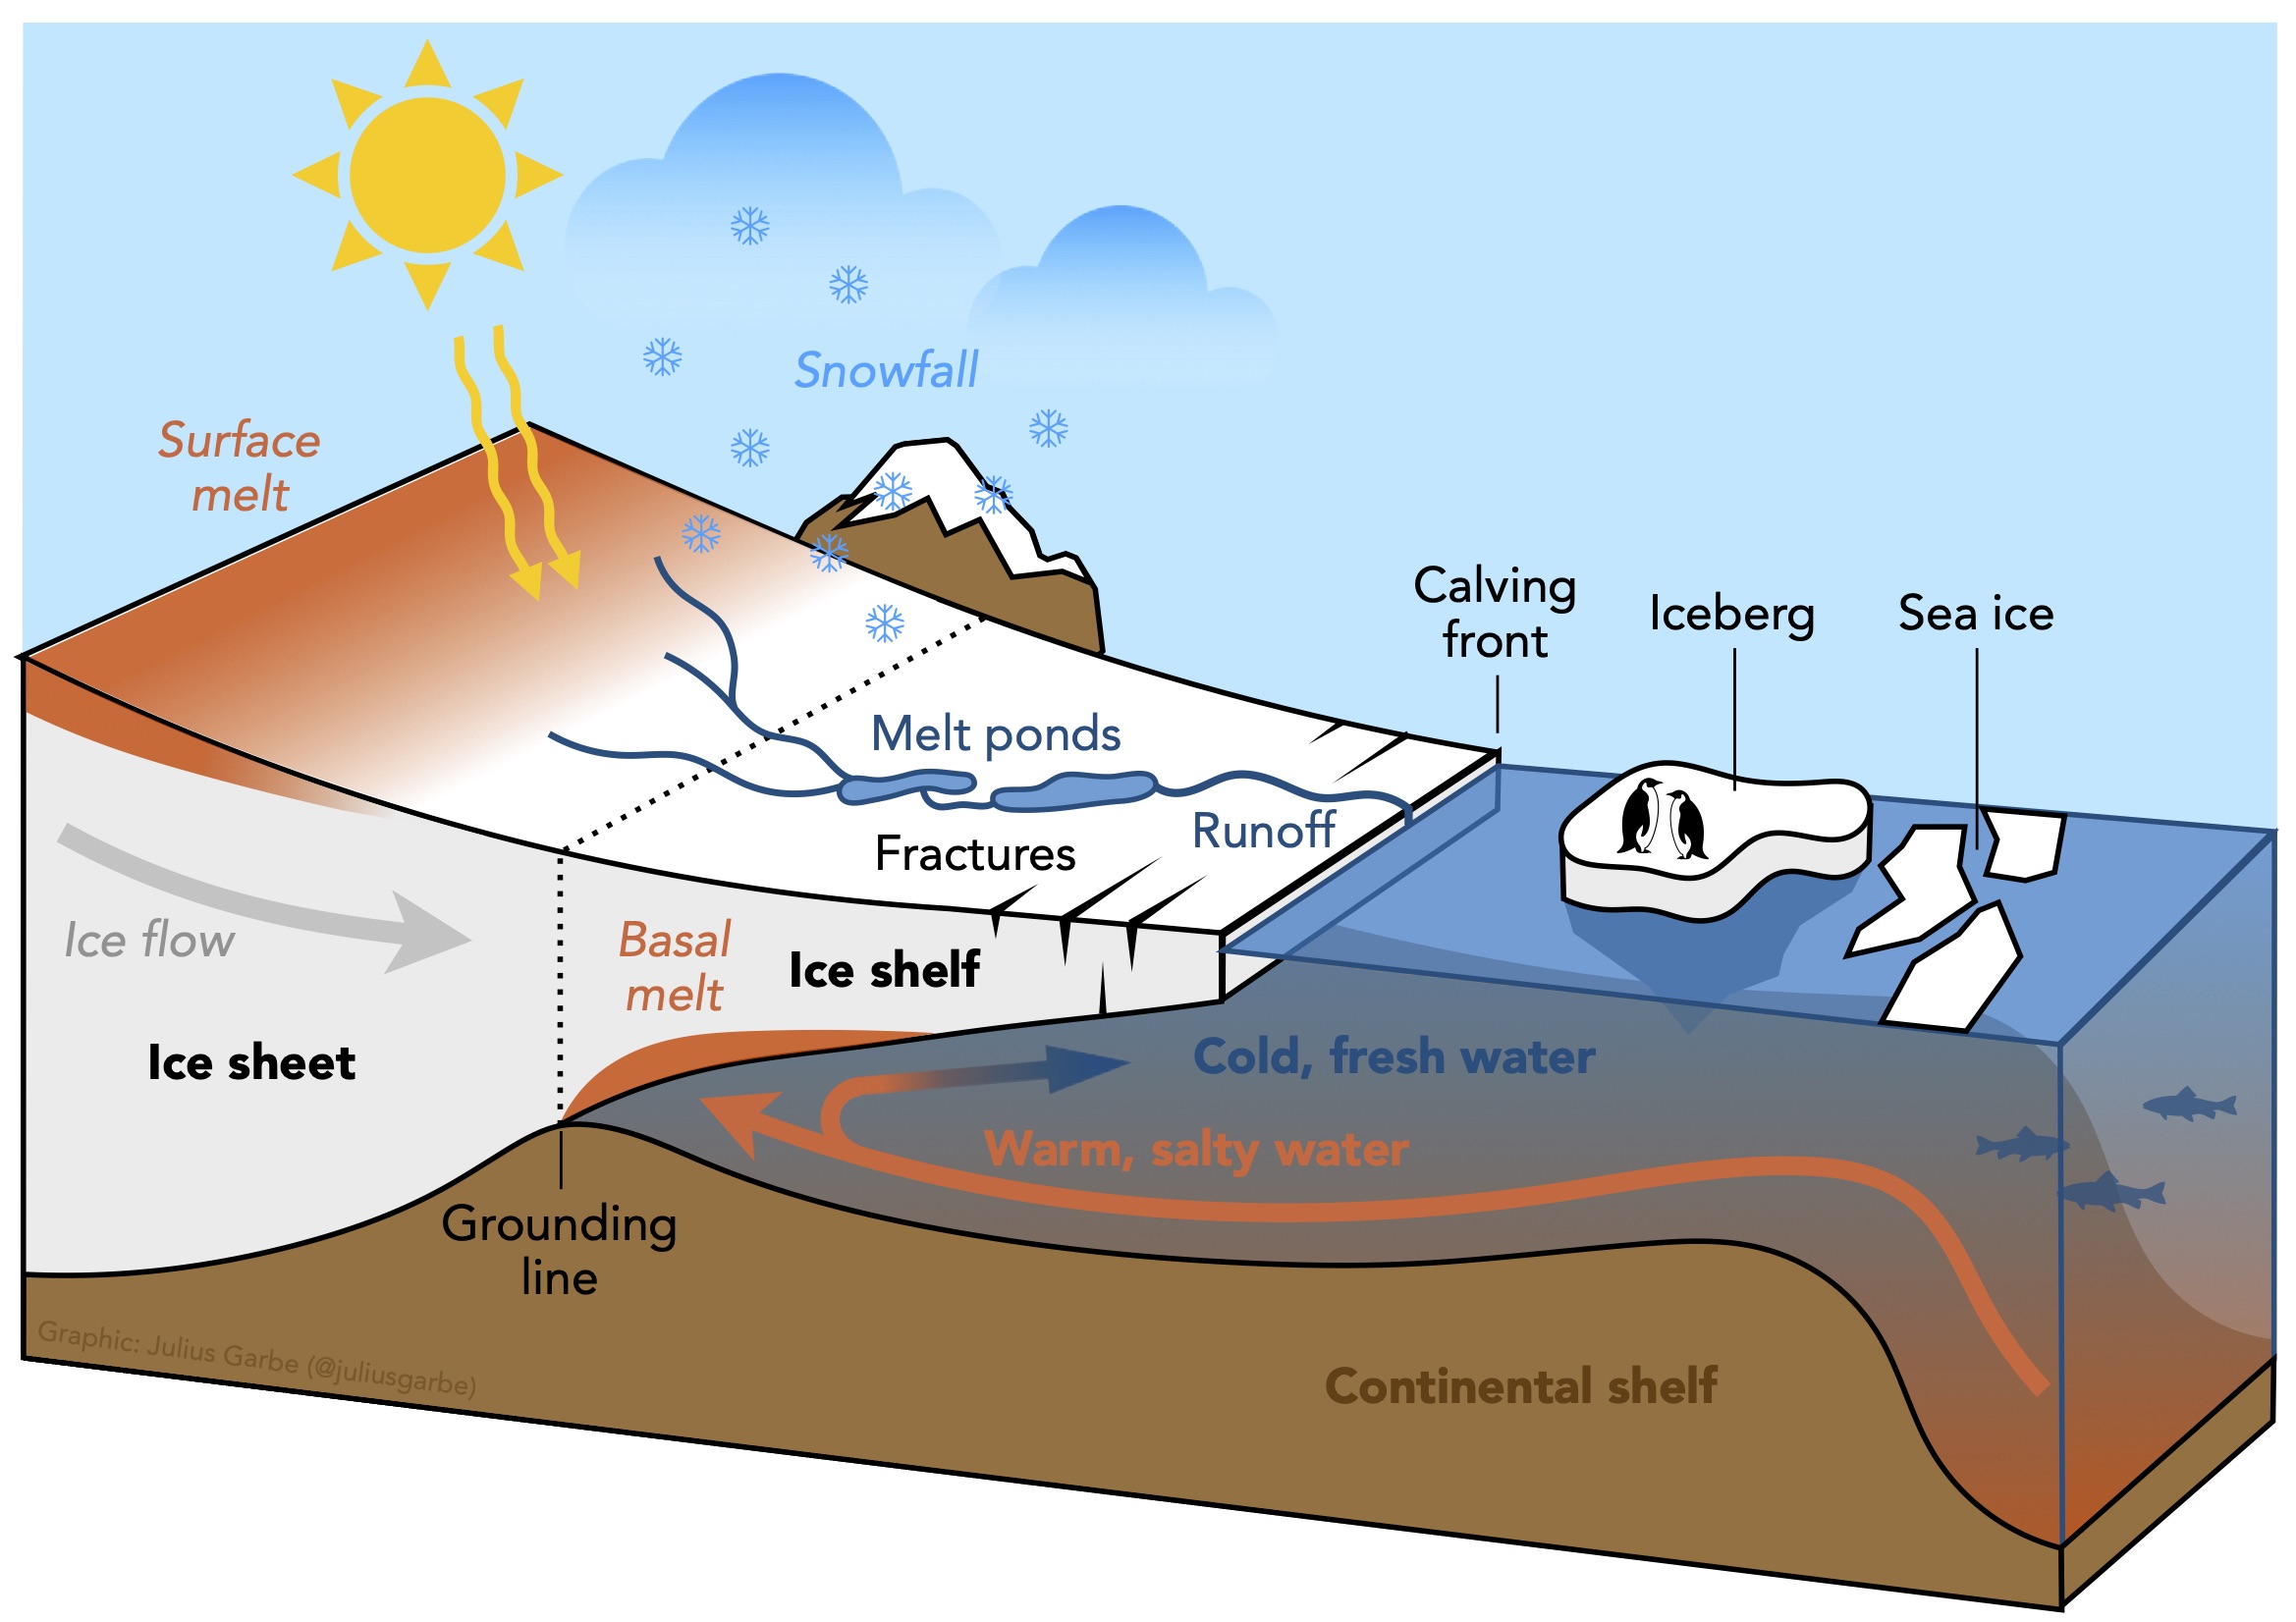 Snowfall
Surface
melt
Calving
front
Iceberg
Sea ice
Melt ponds
Runoff
Fractures
Ice flow
Basal
melt
Ice shelf
Ice sheet
Cold, fresh water
Warm, salty water
Grounding
line
Continental shelf
Graphic: Julius Garbe (@juliusgarbe)